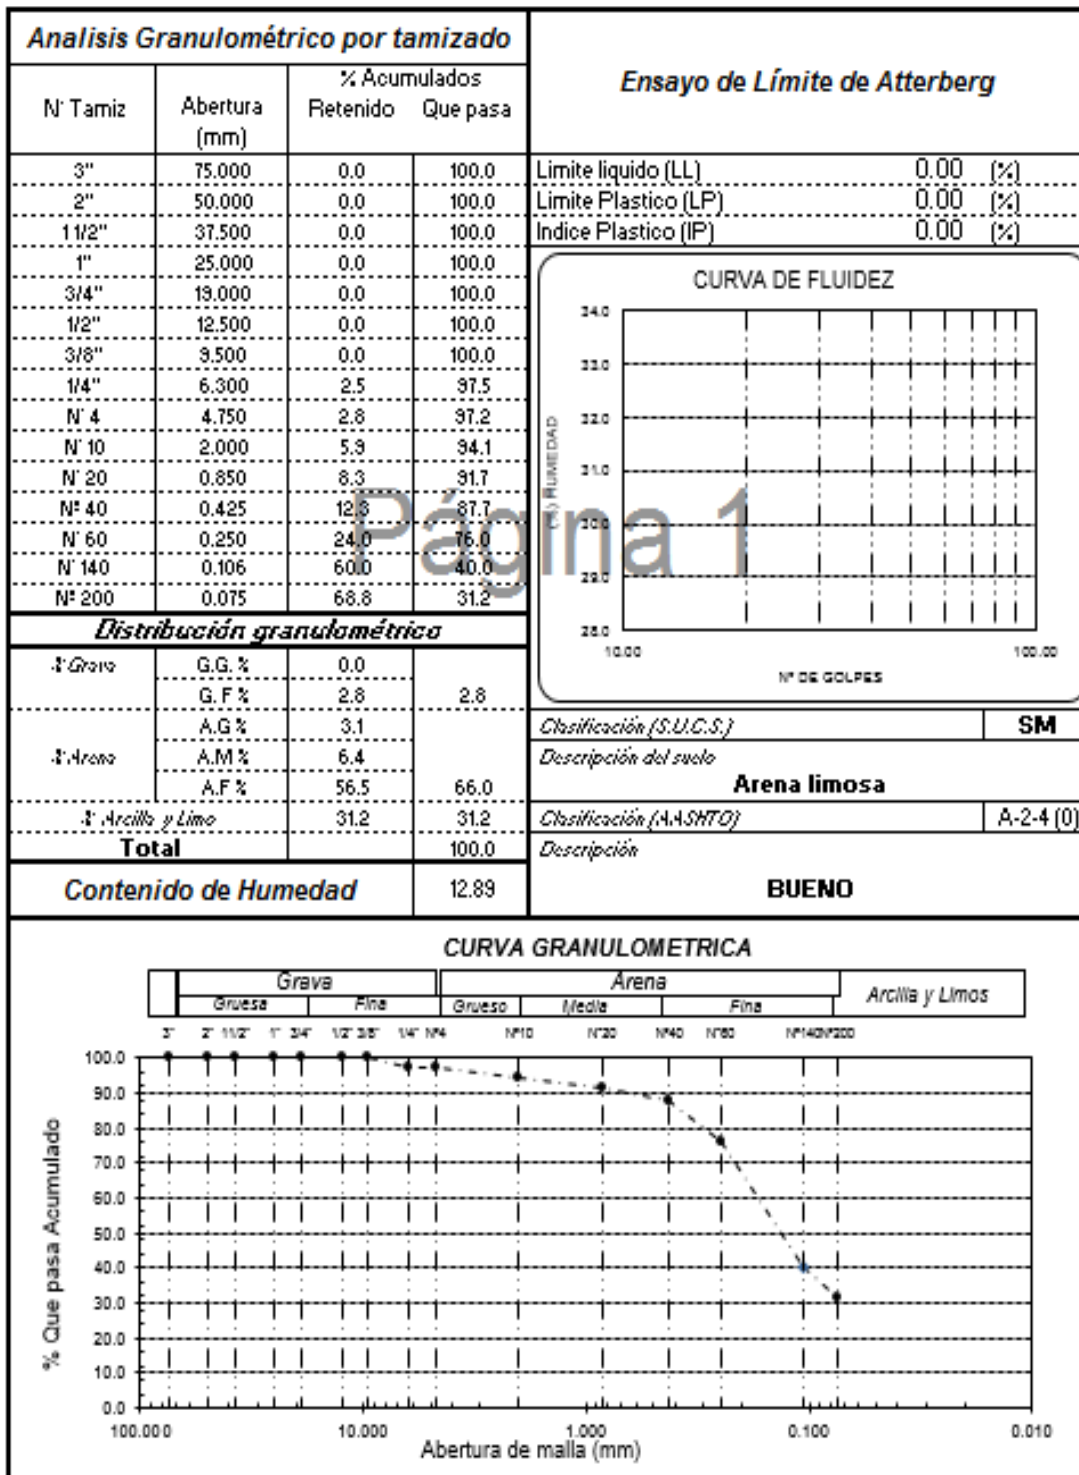 Analisis Granulométrico por tamizado
N° Tamiz Abertura (mm) % Acumulados Retenido Que pasa
3" 75.000 0.0 100.0
2" 50.000 0.0 100.0
1 1/2" 37.500 0.0 100.0
1" 25.000 0.0 100.0
3/4" 19.000 0.0 100.0
1/2" 12.500 0.0 100.0
3/8" 9.500 0.0 100.0
1/4" 6.300 2.5 97.5
N° 4 4.750 2.8 97.2
N° 10 2.000 5.9 94.1
N° 20 0.850 8.3 91.7
Nº 40 0.425 12.3 87.7
N° 60 0.250 24.0 76.0
N° 140 0.106 60.0 40.0
Nº 200 0.075 68.8 31.2
Distribución granulométrico
% Grava G.G. % 0.0
G. F % 2.8 2.8
A.G % 3.1
% Arena A.M % 6.4
A.F % 56.5 66.0
% Arcilla y Limo 31.2 31.2
Total 100.0
Contenido de Humedad 12.89
Ensayo de Límite de Atterberg
Limite liquido (LL) 0.00 (%)
Limite Plastico (LP) 0.00 (%)
Indice Plastico (IP) 0.00 (%)
CURVA DE FLUIDEZ
34.0
33.0
32.0
31.0
30.0
29.0
28.0
(%) HUMEDAD
10.00 100.00
Nº DE GOLPES
Página 1
Clasificación (S.U.C.S.) SM
Descripción del suelo
Arena limosa
Clasificación (AASHTO) A-2-4 (0)
Descripción
BUENO
CURVA GRANULOMETRICA
Grava Arena Arcilla y Limos
Gruesa Fina Grueso Media Fina
3" 2" 1 1/2" 1" 3/4" 1/2" 3/8" 1/4" Nº4 Nº10 N°20 Nº40 N°60 Nº140 Nº200
100.0
90.0
80.0
70.0
60.0
50.0
40.0
30.0
20.0
10.0
0.0
% Que pasa Acumulado
100.000 10.000 1.000 0.100 0.010
Abertura de malla (mm)